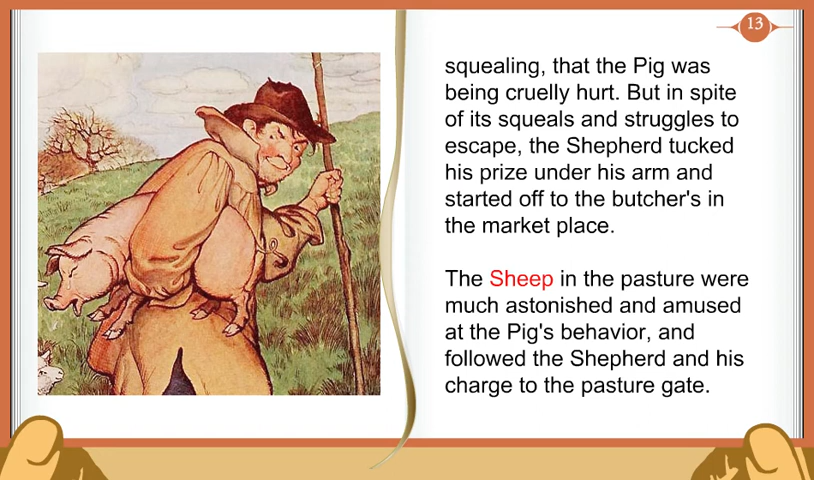 13
squealing, that the Pig was
being cruelly hurt. But in spite
of its squeals and struggles to
escape, the Shepherd tucked
his prize under his arm and
started off to the butcher's in
the market place.
The Sheep in the pasture were
much astonished and amused
at the Pig's behavior, and
followed the Shepherd and his
charge to the pasture gate.